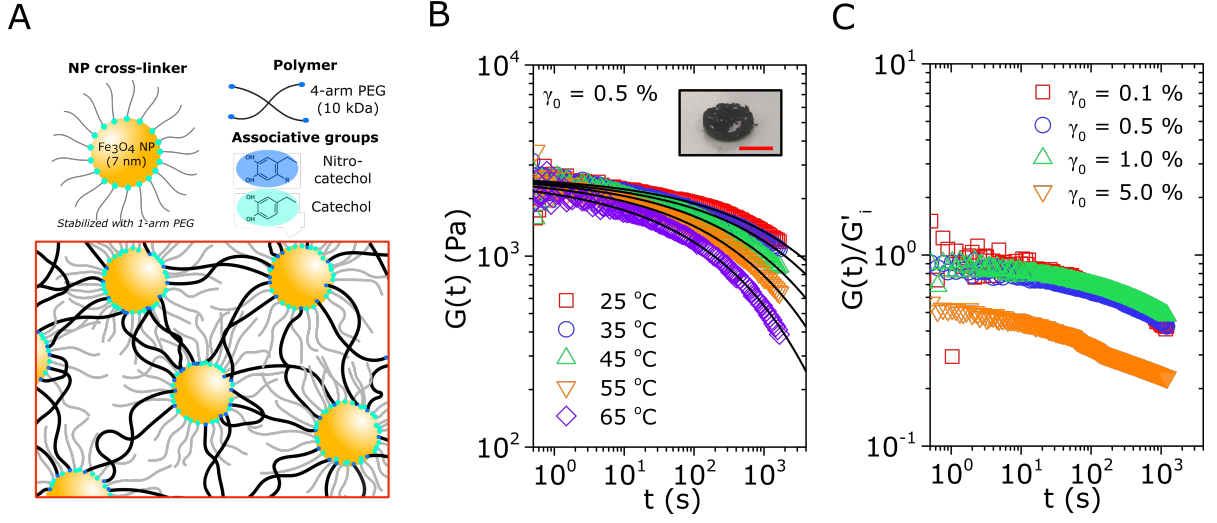 A
NP cross-linker
Fe3O4 NP
(7 nm)
Stabilized with 1-arm PEG
Polymer
4-arm PEG
(10 kDa)
Associative groups
OH
OH
R
Nitro-
catechol
OH
OH
Catechol
B
γ0 = 0.5 %
G(t) (Pa)
10^4
10^3
10^2
25 °C
35 °C
45 °C
55 °C
65 °C
10^0
10^1
10^2
10^3
t (s)
C
G(t)/G'i
10^1
10^0
10^-1
γ0 = 0.1 %
γ0 = 0.5 %
γ0 = 1.0 %
γ0 = 5.0 %
10^0
10^1
10^2
10^3
t (s)